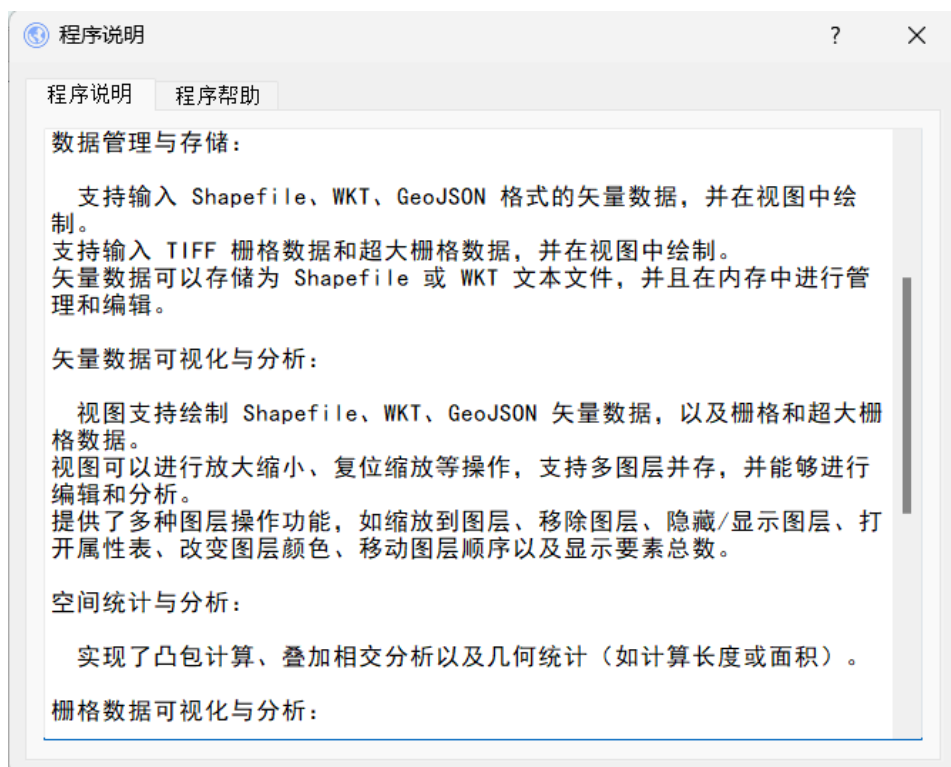 程序说明
?
×
程序说明 程序帮助
数据管理与存储：
支持输入 Shapefile、WKT、GeoJSON 格式的矢量数据，并在视图中绘
制。
支持输入 TIFF 栅格数据和超大栅格数据，并在视图中绘制。
矢量数据可以存储为 Shapefile 或 WKT 文本文件，并且在内存中进行管
理和编辑。
矢量数据可视化与分析：
视图支持绘制 Shapefile、WKT、GeoJSON 矢量数据，以及栅格和超大栅
格数据。
视图可以进行放大缩小、复位缩放等操作，支持多图层并存，并能够进行
编辑和分析。
提供了多种图层操作功能，如缩放到图层、移除图层、隐藏/显示图层、打
开属性表、改变图层颜色、移动图层顺序以及显示要素总数。
空间统计与分析：
实现了凸包计算、叠加相交分析以及几何统计（如计算长度或面积）。
栅格数据可视化与分析：